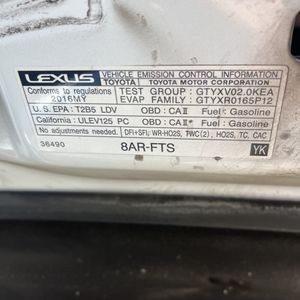 LEXUS VEHICLE EMISSION CONTROL INFORMATION
TOYOTA TOYOTA MOTOR CORPORATION
Conforms to regulations TEST GROUP : GTYXV02.0KEA
2016MY EVAP FAMILY : GTYXR0165P12
U.S. EPA : T2B5 LDV OBD : CAⅡ Fuel : Gasoline
California : ULEV125 PC OBD : CAⅡ* Fuel : Gasoline
No adjustments needed. DFI+SFI, WR-HO2S, TWC(2), HO2S, TC, CAC
36490 8AR-FTS YK